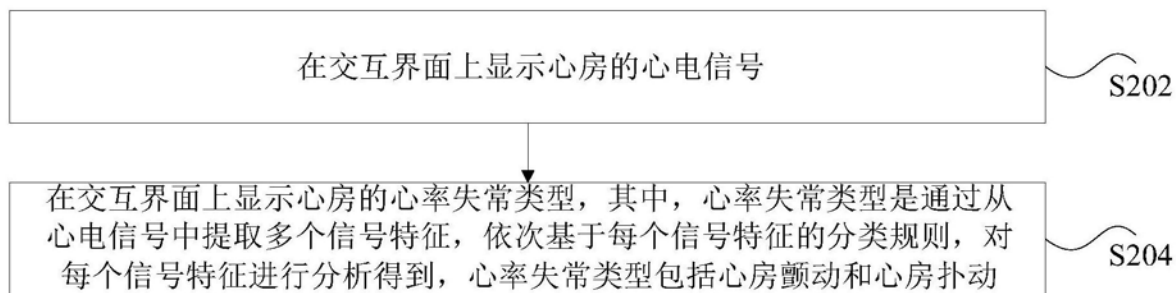 在交互界面上显示心房的心电信号
S202
在交互界面上显示心房的心率失常类型，其中，心率失常类型是通过从
心电信号中提取多个信号特征，依次基于每个信号特征的分类规则，对
每个信号特征进行分析得到，心率失常类型包括心房颤动和心房扑动
S204